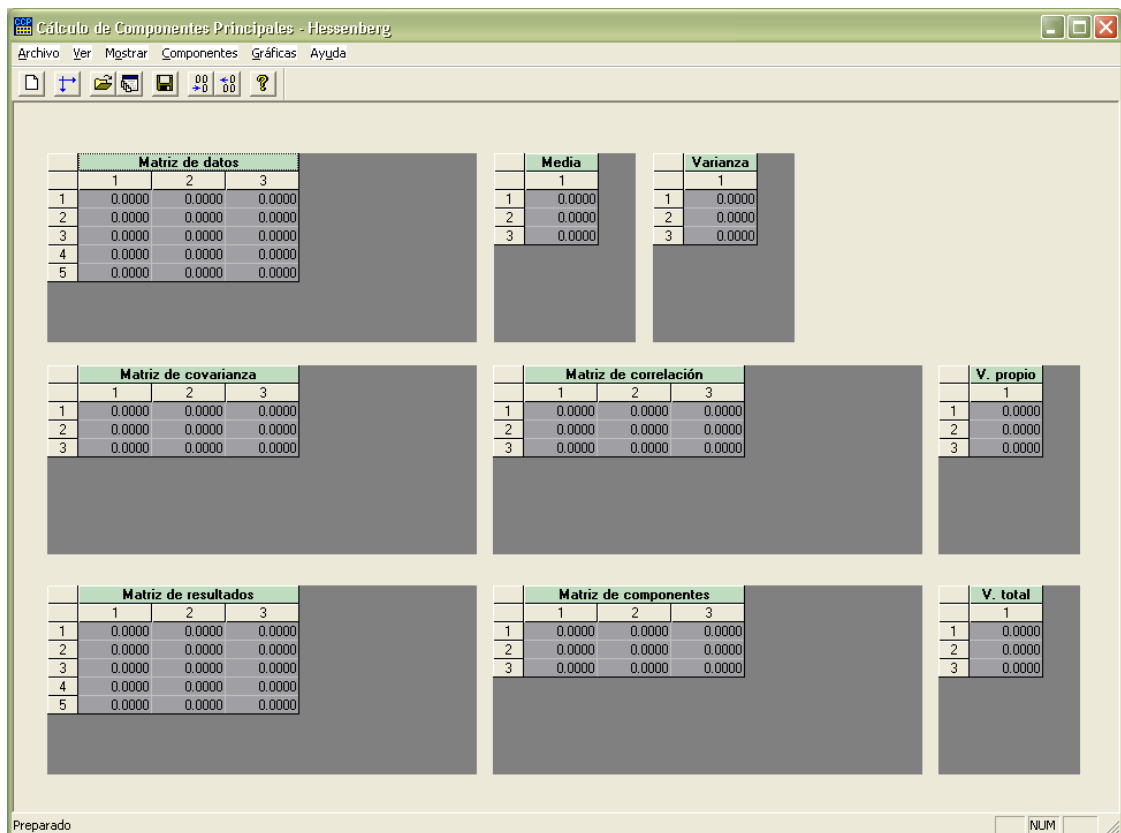 CCP Cálculo de Componentes Principales - Hessenberg
Archivo Ver Mostrar Componentes Gráficas Ayuda
Matriz de datos
1 2 3
1 0.0000 0.0000 0.0000
2 0.0000 0.0000 0.0000
3 0.0000 0.0000 0.0000
4 0.0000 0.0000 0.0000
5 0.0000 0.0000 0.0000
Media
1
1 0.0000
2 0.0000
3 0.0000
Varianza
1
1 0.0000
2 0.0000
3 0.0000
Matriz de covarianza
1 2 3
1 0.0000 0.0000 0.0000
2 0.0000 0.0000 0.0000
3 0.0000 0.0000 0.0000
Matriz de correlación
1 2 3
1 0.0000 0.0000 0.0000
2 0.0000 0.0000 0.0000
3 0.0000 0.0000 0.0000
V. propio
1
1 0.0000
2 0.0000
3 0.0000
Matriz de resultados
1 2 3
1 0.0000 0.0000 0.0000
2 0.0000 0.0000 0.0000
3 0.0000 0.0000 0.0000
4 0.0000 0.0000 0.0000
5 0.0000 0.0000 0.0000
Matriz de componentes
1 2 3
1 0.0000 0.0000 0.0000
2 0.0000 0.0000 0.0000
3 0.0000 0.0000 0.0000
V. total
1
1 0.0000
2 0.0000
3 0.0000
Preparado
NUM